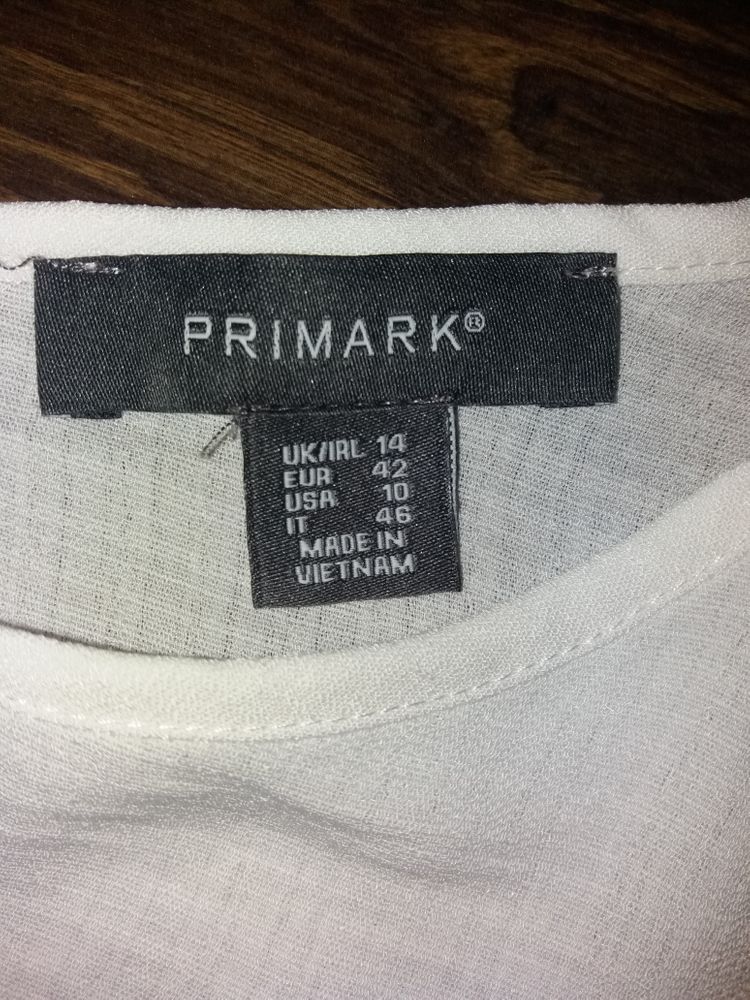 PRIMARK®
UK/IRL 14
EUR 42
USA 10
IT 46
MADE IN
VIETNAM